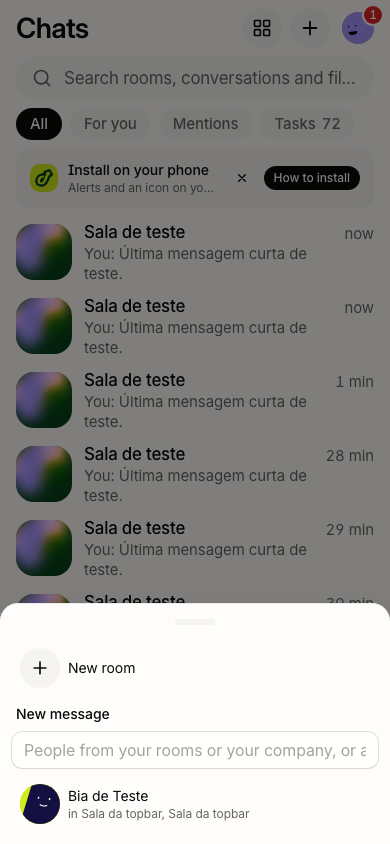 Chats
1
Search rooms, conversations and fil...
All
For you
Mentions
Tasks 72
Install on your phone
Alerts and an icon on yo...
How to install
Sala de teste
now
You: Última mensagem curta de
teste.
Sala de teste
now
You: Última mensagem curta de
teste.
Sala de teste
1 min
You: Última mensagem curta de
teste.
Sala de teste
28 min
You: Última mensagem curta de
teste.
Sala de teste
29 min
You: Última mensagem curta de
teste.
Sala de teste
30 min
New room
New message
People from your rooms or your company, or a
Bia de Teste
in Sala da topbar, Sala da topbar